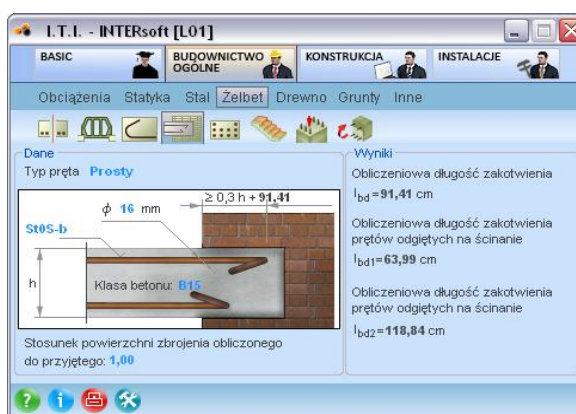 I.T.I. - INTERsoft [L01]
BASIC
BUDOWNICTWO
OGÓLNE
KONSTRUKCJA
INSTALACJE
Obciążenia Statyka Stal Żelbet Drewno Grunty Inne
Dane
Typ pręta Prosty
≥ 0,3 h + 91,41
ϕ 16 mm
St0S-b
h
Klasa betonu: B15
Stosunek powierzchni zbrojenia obliczonego
do przyjętego: 1,00
Wyniki
Obliczeniowa długość zakotwienia
lbd =91,41 cm
Obliczeniowa długość zakotwienia
prętów odgiętych na ścinanie
lbd1=63,99 cm
Obliczeniowa długość zakotwienia
prętów odgiętych na ścinanie
lbd2=118,84 cm